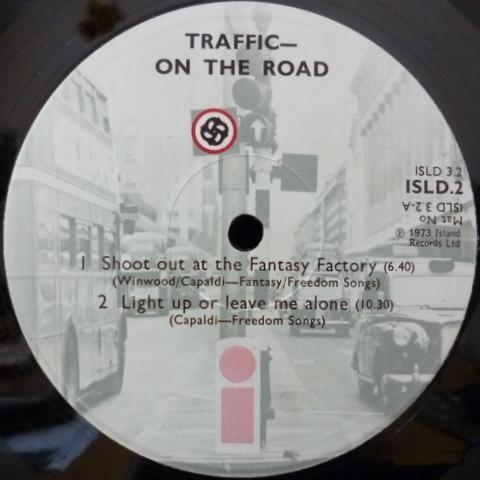 TRAFFIC—
ON THE ROAD
ISLD 3.2
ISLD.2
Mat No
ISLD 3.2-A
℗ 1973 Island
Records Ltd
1 Shoot out at the Fantasy Factory (6.40)
(Winwood/Capaldi—Fantasy/Freedom Songs)
2 Light up or leave me alone (10.30)
(Capaldi—Freedom Songs)
i